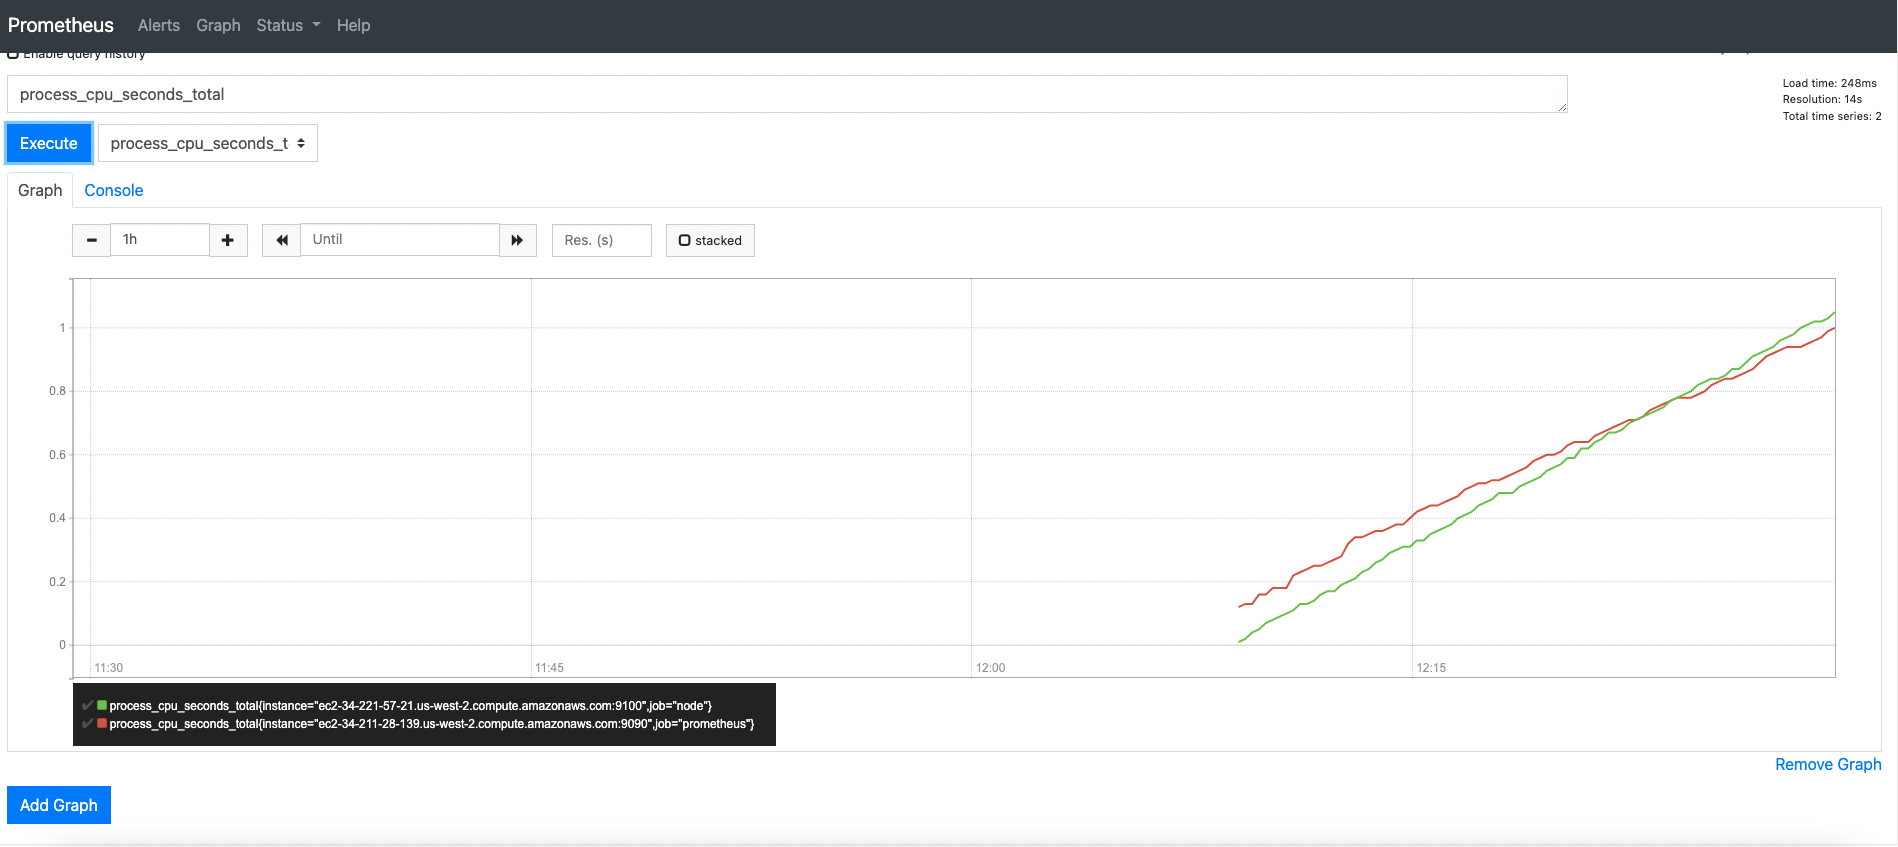 Prometheus Alerts Graph Status Help
Enable query history
process_cpu_seconds_total
Load time: 248ms
Resolution: 14s
Total time series: 2
Execute process_cpu_seconds_t
Graph Console
1h Until Res. (s) stacked
1
0.8
0.6
0.4
0.2
0
11:30 11:45 12:00 12:15
process_cpu_seconds_total{instance="ec2-34-221-57-21.us-west-2.compute.amazonaws.com:9100",job="node"}
process_cpu_seconds_total{instance="ec2-34-211-28-139.us-west-2.compute.amazonaws.com:9090",job="prometheus"}
Remove Graph
Add Graph